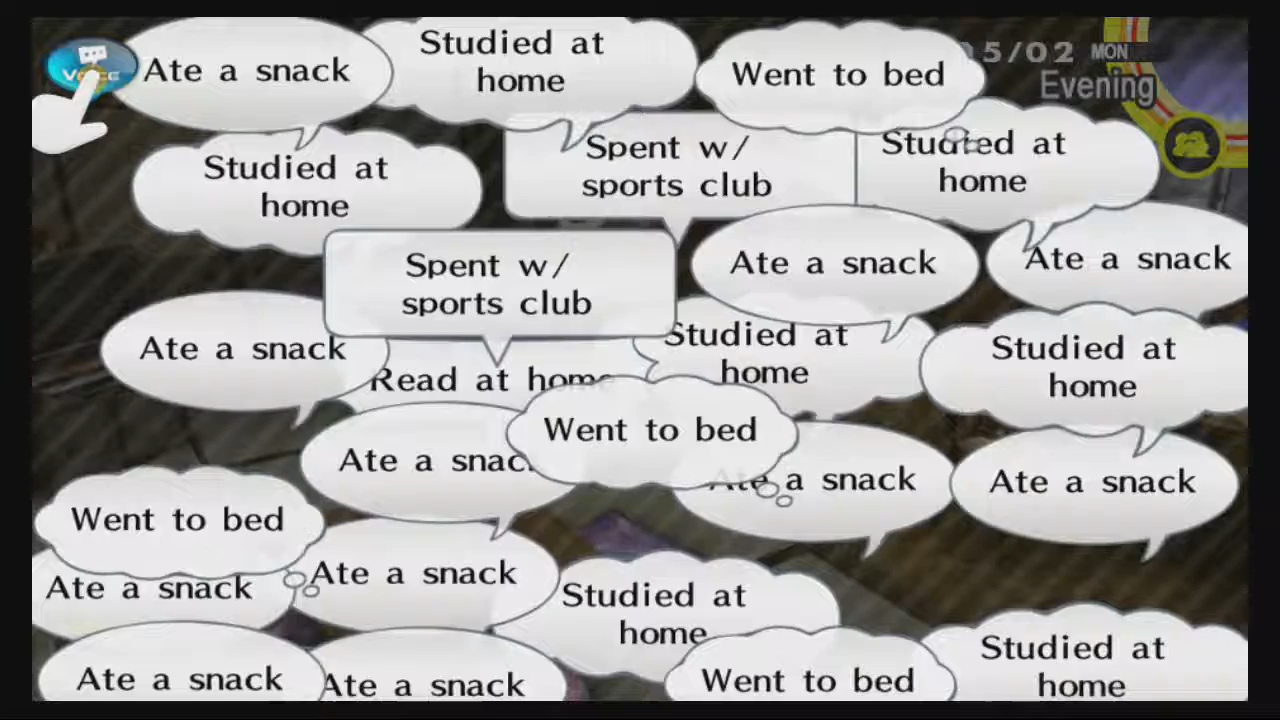 Ate a snack
Studied at
home
Went to bed
05/02 MON
Evening
Studied at
home
Spent w/
sports club
Studied at
home
Spent w/
sports club
Ate a snack
Ate a snack
Ate a snack
Read at home
Studied at
home
Studied at
home
Went to bed
Ate a snack
Ate a snack
Ate a snack
Went to bed
Ate a snack
Ate a snack
Studied at
home
Ate a snack
Ate a snack
Went to bed
Studied at
home